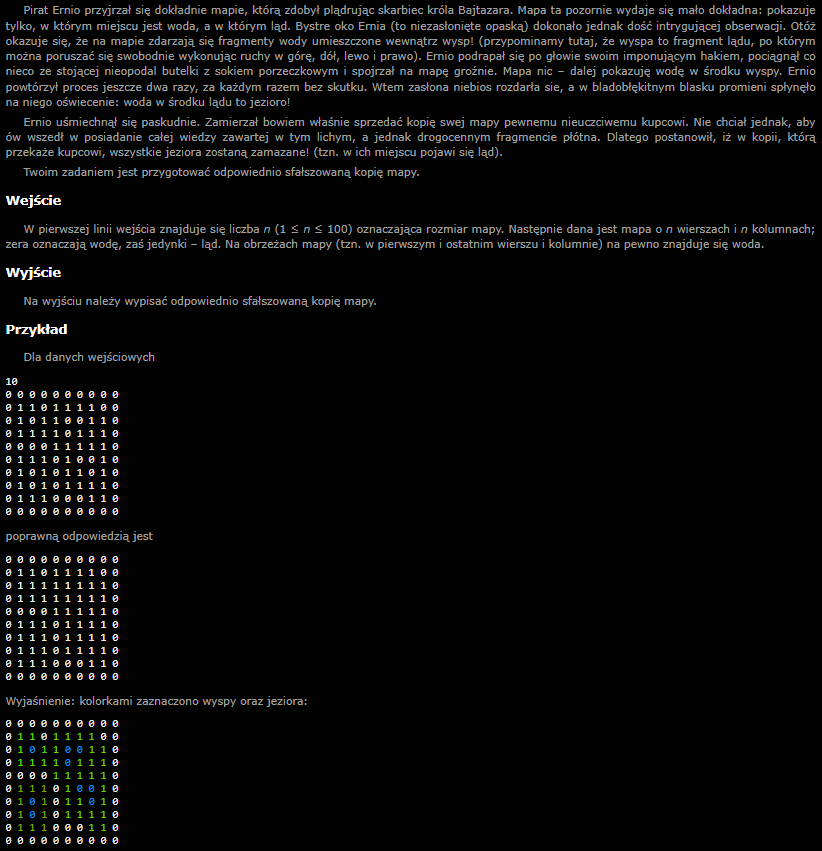 Pirat Ernio przyjrzał się dokładnie mapie, którą zdobył plądrując skarbiec króla Bajtazara. Mapa ta pozornie wydaje się mało dokładna: pokazuje
tylko, w którym miejscu jest woda, a w którym ląd. Bystre oko Ernia (to niezasłonięte opaską) dokonało jednak dość intrygującej obserwacji. Otóż
okazuje się, że na mapie zdarzają się fragmenty wody umieszczone wewnątrz wysp! (przypominamy tutaj, że wyspa to fragment lądu, po którym
można poruszać się swobodnie wykonując ruchy w górę, dół, lewo i prawo). Ernio podrapał się po głowie swoim imponującym hakiem, pociągnął co
nieco ze stojącej nieopodal butelki z sokiem porzeczkowym i spojrzał na mapę groźnie. Mapa nic – dalej pokazuję wodę w środku wyspy. Ernio
powtórzył proces jeszcze dwa razy, za każdym razem bez skutku. Wtem zasłona niebios rozdarła sie, a w bladobłękitnym blasku promieni spłynęło
na niego oświecenie: woda w środku lądu to jezioro!
Ernio uśmiechnął się paskudnie. Zamierzał bowiem właśnie sprzedać kopię swej mapy pewnemu nieuczciwemu kupcowi. Nie chciał jednak, aby
ów wszedł w posiadanie całej wiedzy zawartej w tym lichym, a jednak drogocennym fragmencie płótna. Dlatego postanowił, iż w kopii, którą
przekaże kupcowi, wszystkie jeziora zostaną zamazane! (tzn. w ich miejscu pojawi się ląd).
Twoim zadaniem jest przygotować odpowiednio sfałszowaną kopię mapy.
Wejście
W pierwszej linii wejścia znajduje się liczba n (1 ≤ n ≤ 100) oznaczająca rozmiar mapy. Następnie dana jest mapa o n wierszach i n kolumnach;
zera oznaczają wodę, zaś jedynki – ląd. Na obrzeżach mapy (tzn. w pierwszym i ostatnim wierszu i kolumnie) na pewno znajduje się woda.
Wyjście
Na wyjściu należy wypisać odpowiednio sfałszowaną kopię mapy.
Przykład
Dla danych wejściowych
10
0 0 0 0 0 0 0 0 0 0
0 1 1 0 1 1 1 1 0 0
0 1 0 1 1 0 0 1 1 0
0 1 1 1 1 0 1 1 1 0
0 0 0 0 1 1 1 1 1 0
0 1 1 1 0 1 0 0 1 0
0 1 0 1 0 1 1 0 1 0
0 1 0 1 0 1 1 1 1 0
0 1 1 1 0 0 0 1 1 0
0 0 0 0 0 0 0 0 0 0
poprawną odpowiedzią jest
0 0 0 0 0 0 0 0 0 0
0 1 1 0 1 1 1 1 0 0
0 1 1 1 1 1 1 1 1 0
0 1 1 1 1 1 1 1 1 0
0 0 0 0 1 1 1 1 1 0
0 1 1 1 0 1 1 1 1 0
0 1 1 1 0 1 1 1 1 0
0 1 1 1 0 1 1 1 1 0
0 1 1 1 0 0 0 1 1 0
0 0 0 0 0 0 0 0 0 0
Wyjaśnienie: kolorkami zaznaczono wyspy oraz jeziora:
0 0 0 0 0 0 0 0 0 0
0 1 1 0 1 1 1 1 0 0
0 1 0 1 1 0 0 1 1 0
0 1 1 1 1 0 1 1 1 0
0 0 0 0 1 1 1 1 1 0
0 1 1 1 0 1 0 0 1 0
0 1 0 1 0 1 1 0 1 0
0 1 0 1 0 1 1 1 1 0
0 1 1 1 0 0 0 1 1 0
0 0 0 0 0 0 0 0 0 0